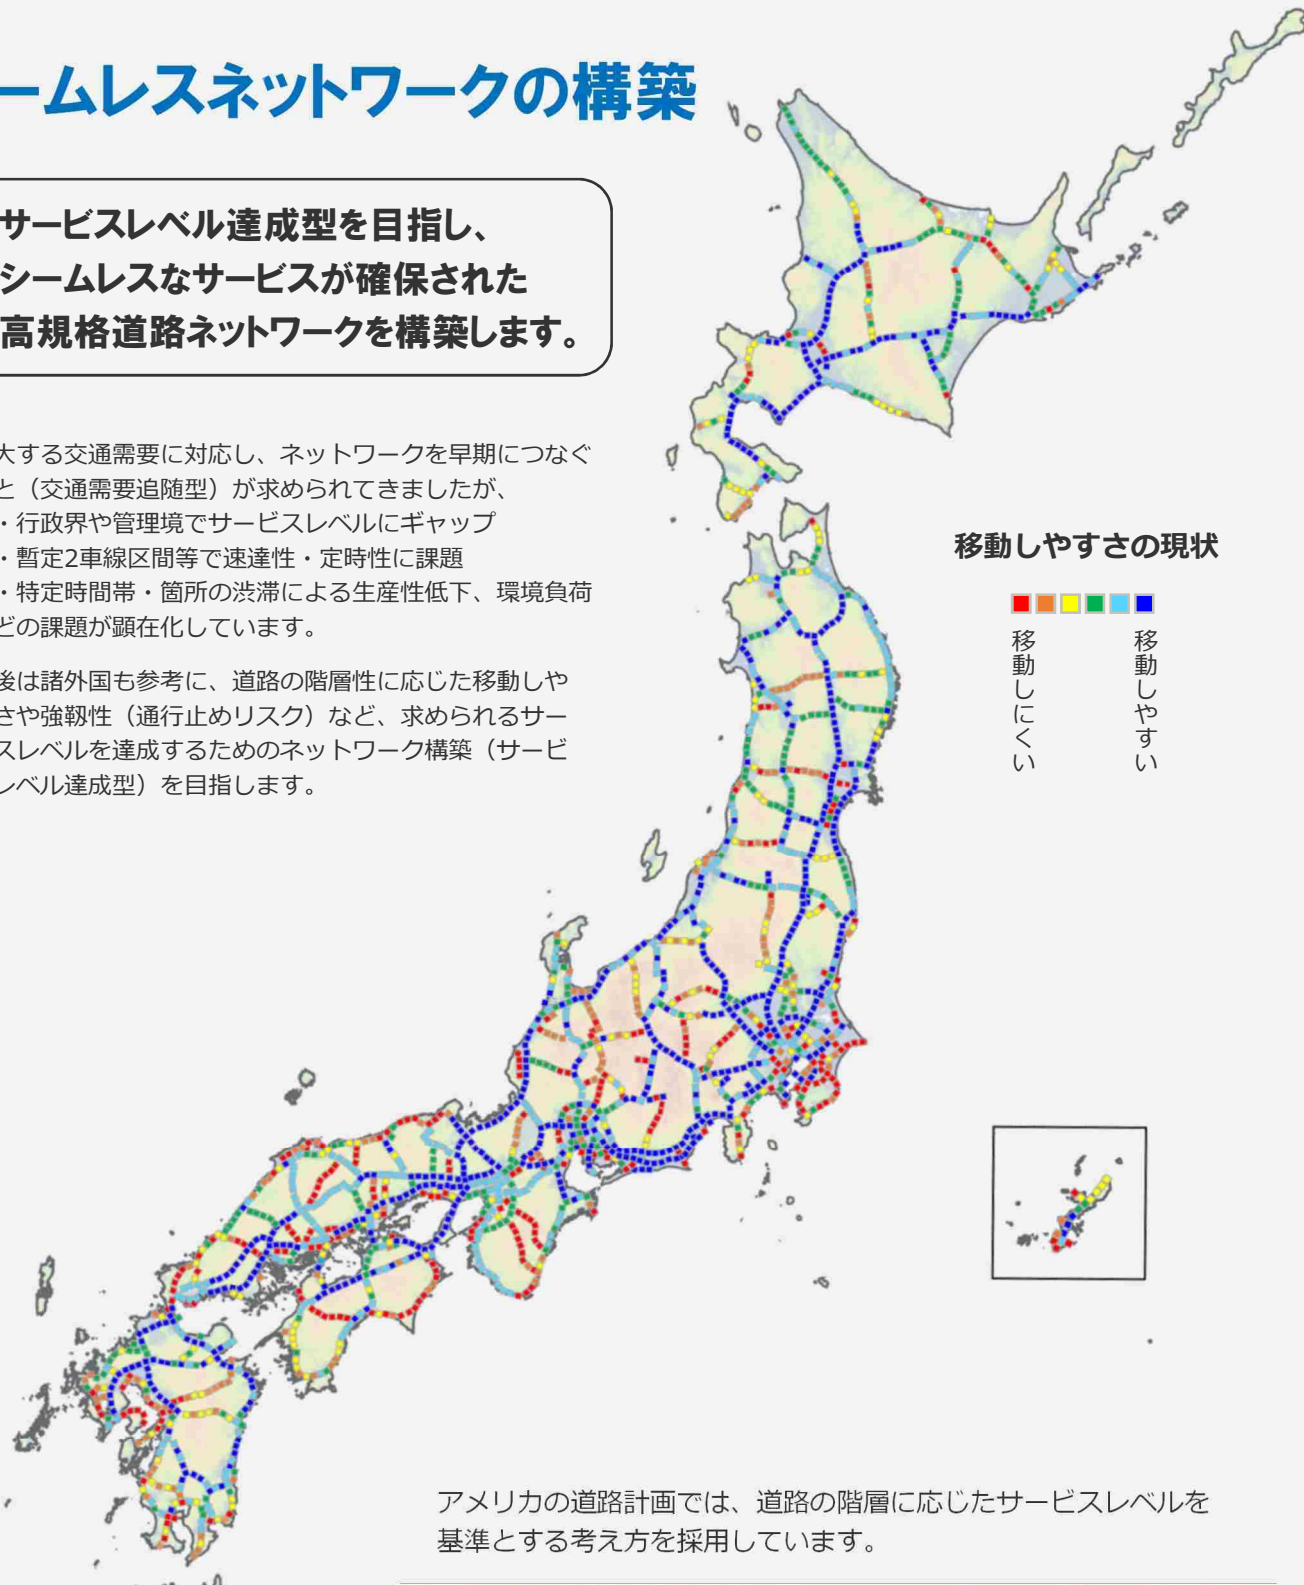 ームレスネットワークの構築
サービスレベル達成型を目指し、
シームレスなサービスが確保された
高規格道路ネットワークを構築します。
大する交通需要に対応し、ネットワークを早期につなぐ
と（交通需要追随型）が求められてきましたが、
・行政界や管理境でサービスレベルにギャップ
・暫定2車線区間等で速達性・定時性に課題
・特定時間帯・箇所の渋滞による生産性低下、環境負荷
どの課題が顕在化しています。
後は諸外国も参考に、道路の階層性に応じた移動しや
さや強靱性（通行止めリスク）など、求められるサー
スレベルを達成するためのネットワーク構築（サービ
レベル達成型）を目指します。
移動しやすさの現状
移動しにくい
移動しやすい
アメリカの道路計画では、道路の階層に応じたサービスレベルを
基準とする考え方を採用しています。